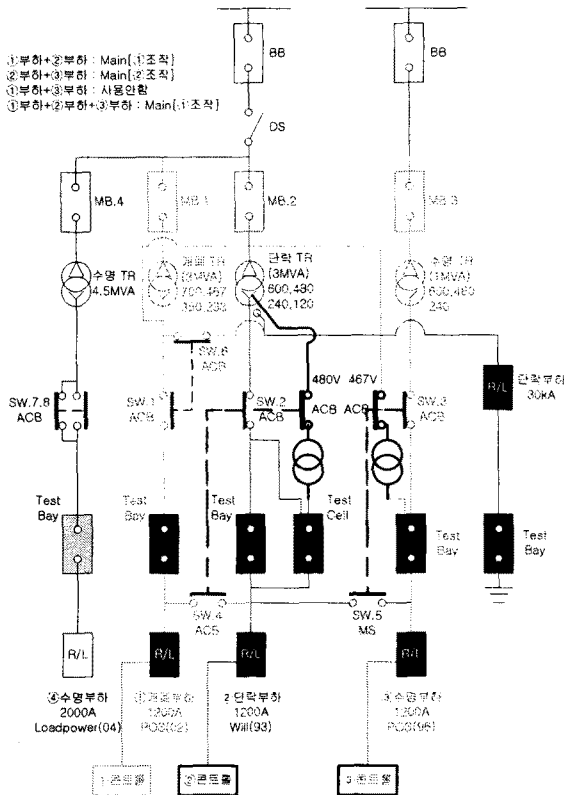 ①부하+②부하 : Main[①조작]
②부하+③부하 : Main[②조작]
①부하+③부하 : 사용안함
①부하+②부하+③부하 : Main[①조작]
BB
BB
DS
MB.4
MB.1
MB.2
MB.3
수명 TR
4.5MVA
개폐 TR
(3MVA)
단락 TR
(3MVA)
600,480
240,120
수명 TR
(1MVA)
600,480
240
SW.6
ACB
SW.7.8
ACB
SW.1
ACB
SW.2
ACB
480V
ACB
467V
ACB
SW.3
ACB
R/L
단락부하
30kA
Test
Bay
Test
Bay
Test
Bay
Test
Cell
Test
Bay
Test
Bay
SW.4
ACB
SW.5
MS
R/L
R/L
R/L
R/L
④수명부하
2000A
Loadpower(04)
①개폐부하
1200A
2 단락부하
1200A
Will(93)
③수명부하
1200A
1 콘트롤
②콘트롤
3 콘트롤